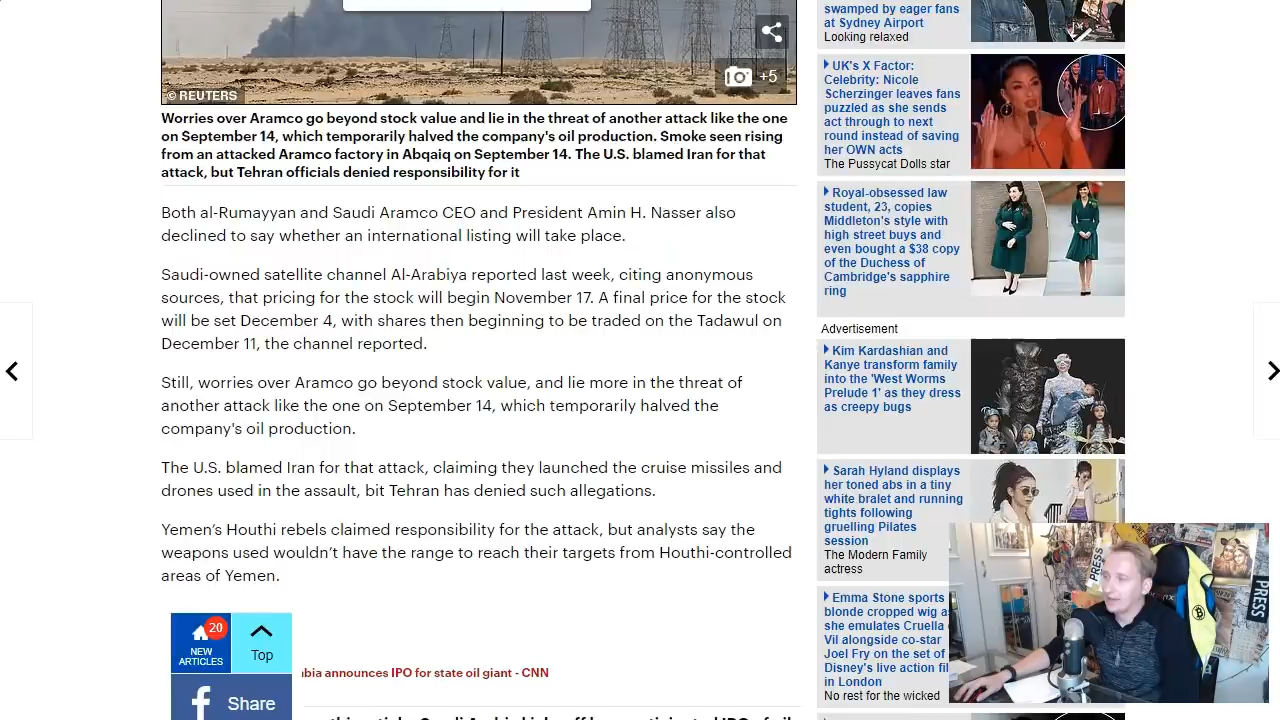 © REUTERS
+5
Worries over Aramco go beyond stock value and lie in the threat of another attack like the one
on September 14, which temporarily halved the company's oil production. Smoke seen rising
from an attacked Aramco factory in Abqaiq on September 14. The U.S. blamed Iran for that
attack, but Tehran officials denied responsibility for it
Both al-Rumayyan and Saudi Aramco CEO and President Amin H. Nasser also
declined to say whether an international listing will take place.
Saudi-owned satellite channel Al-Arabiya reported last week, citing anonymous
sources, that pricing for the stock will begin November 17. A final price for the stock
will be set December 4, with shares then beginning to be traded on the Tadawul on
December 11, the channel reported.
Still, worries over Aramco go beyond stock value, and lie more in the threat of
another attack like the one on September 14, which temporarily halved the
company's oil production.
The U.S. blamed Iran for that attack, claiming they launched the cruise missiles and
drones used in the assault, bit Tehran has denied such allegations.
Yemen's Houthi rebels claimed responsibility for the attack, but analysts say the
weapons used wouldn't have the range to reach their targets from Houthi-controlled
areas of Yemen.
20
NEW
ARTICLES
Top
Share
bia announces IPO for state oil giant - CNN
swamped by eager fans
at Sydney Airport
Looking relaxed
UK's X Factor:
Celebrity: Nicole
Scherzinger leaves fans
puzzled as she sends
act through to next
round instead of saving
her OWN acts
The Pussycat Dolls star
Royal-obsessed law
student, 23, copies
Middleton's style with
high street buys and
even bought a $38 copy
of the Duchess of
Cambridge's sapphire
ring
Advertisement
Kim Kardashian and
Kanye transform family
into the 'West Worms
Prelude 1' as they dress
as creepy bugs
Sarah Hyland displays
her toned abs in a tiny
white bralet and running
tights following
gruelling Pilates
session
The Modern Family
actress
Emma Stone sports
blonde cropped wig as
she emulates Cruella
Vil alongside co-star
Joel Fry on the set of
Disney's live action fil
in London
No rest for the wicked
PRESS
PRESS